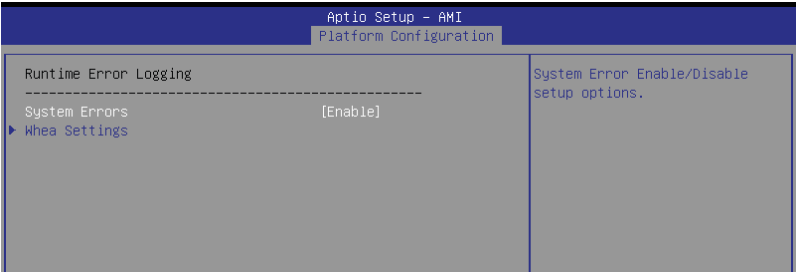 Aptio Setup – AMI
Platform Configuration
Runtime Error Logging
--------------------------------------------------
System Errors [Enable]
Whea Settings
System Error Enable/Disable
setup options.